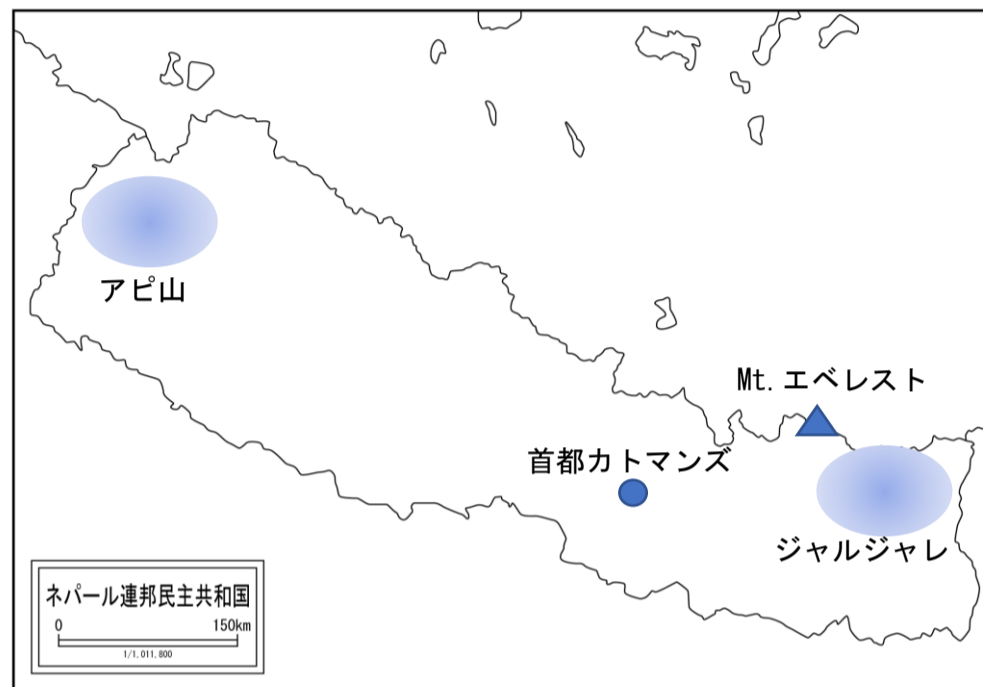 アピ山
Mt. エベレスト
首都カトマンズ
ジャルジャレ
ネパール連邦民主共和国
0 150km
1/1,011,800